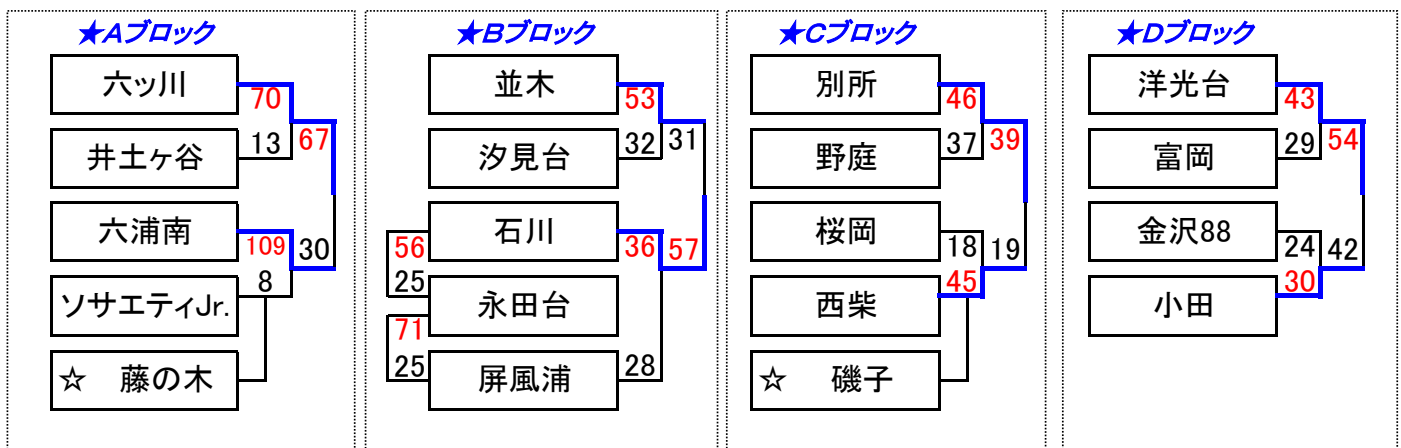 ★Aブロック
六ッ川
70
13
67
井土ヶ谷
六浦南
109
30
8
ソサエティJr.
☆ 藤の木
★Bブロック
並木
53
32
31
汐見台
石川
56
36
57
25
永田台
71
25
28
屏風浦
★Cブロック
別所
46
37
39
野庭
桜岡
18
19
45
西柴
☆ 磯子
★Dブロック
洋光台
43
29
54
富岡
金沢88
24
42
30
小田